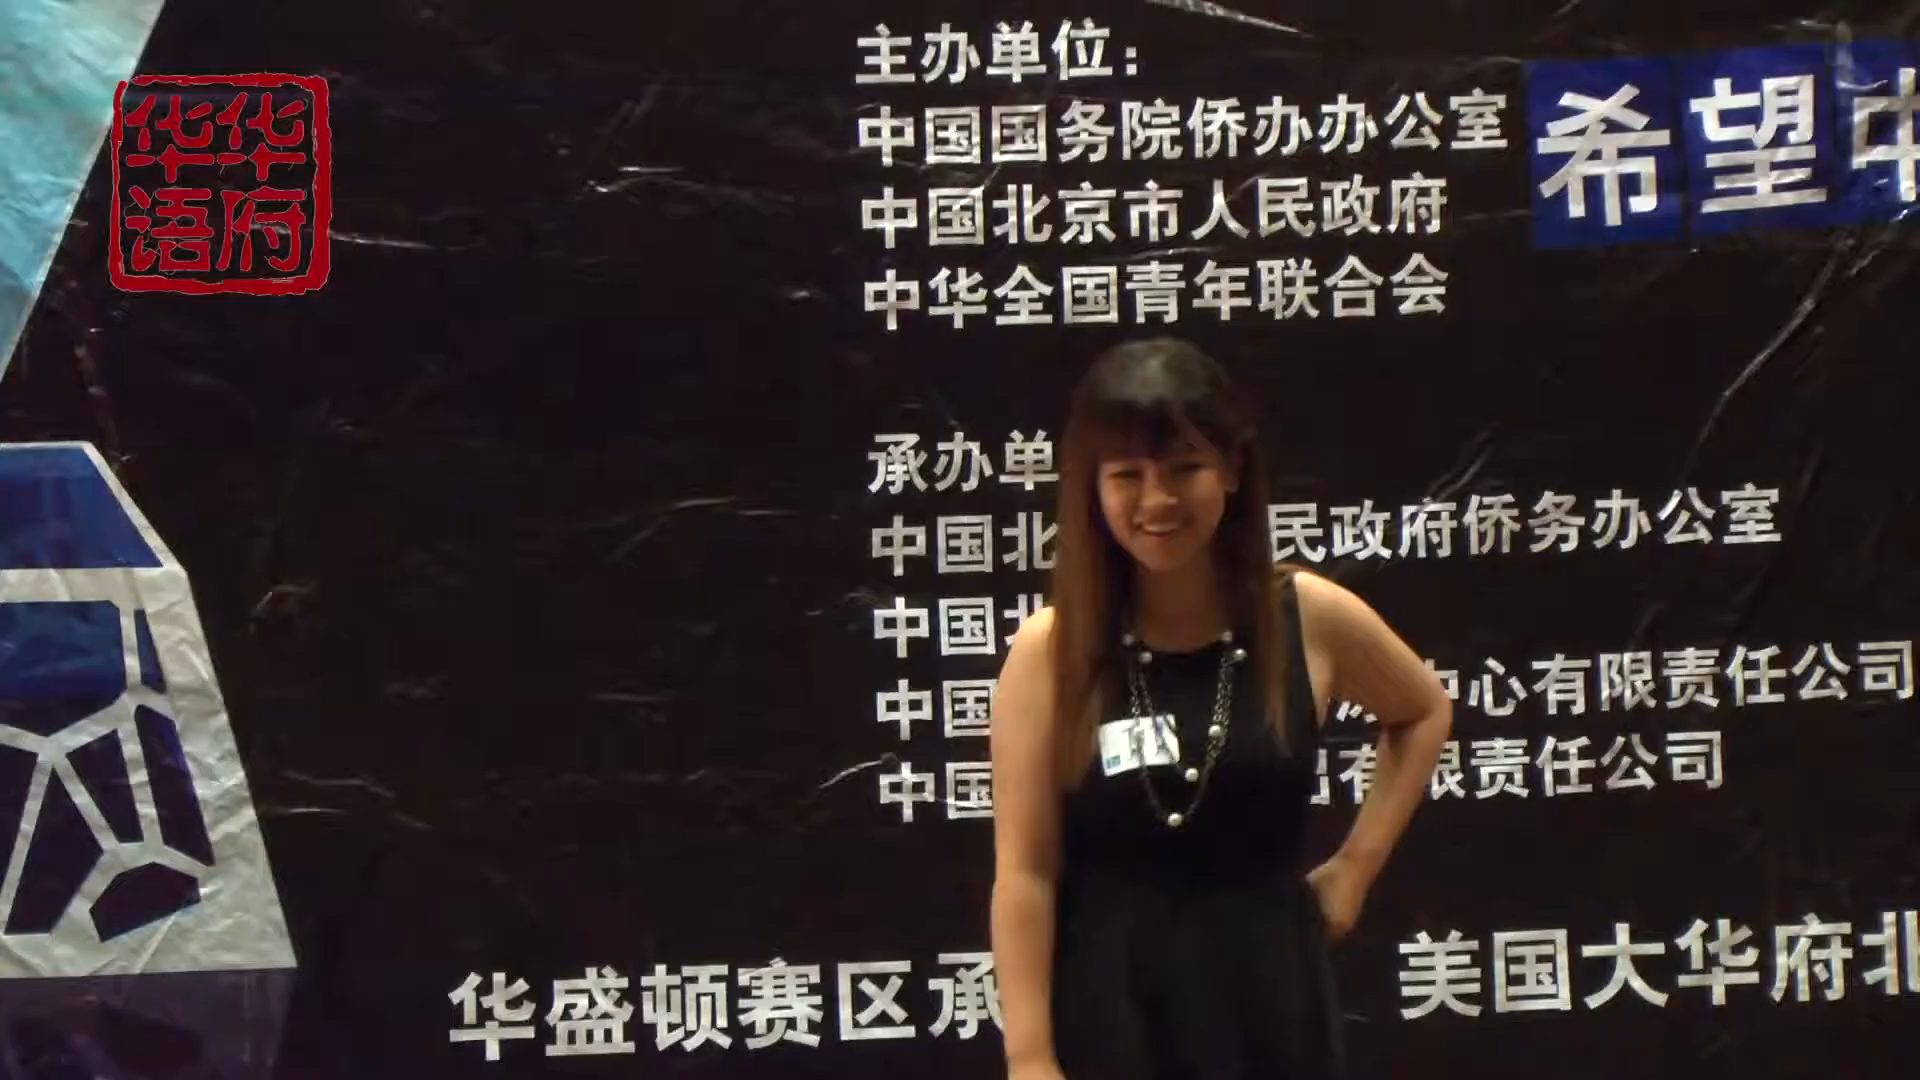 华华
语府
主办单位：
中国国务院侨办办公室
中国北京市人民政府
中华全国青年联合会
希望中
承办单
中国北 民政府侨务办公室
中国北
中国 中心有限责任公司
中国 出有限责任公司
华盛顿赛区承
美国大华府北